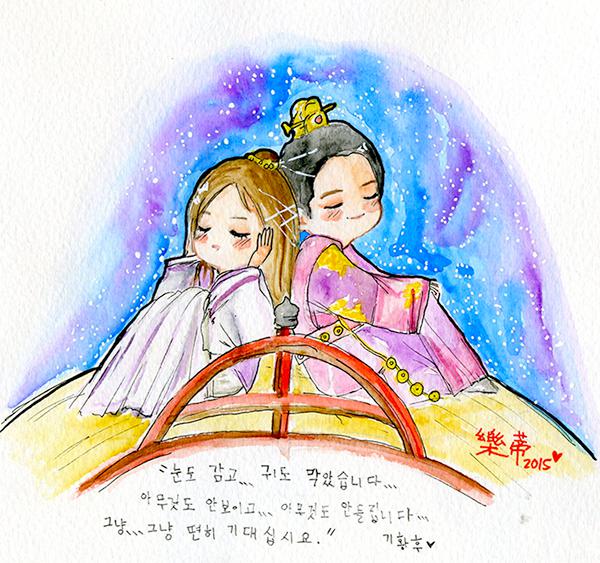 樂蒂
2015
"눈도 감고... 귀도 막았습니다...
아무것도 안보이고... 아무것도 안들립니다...
그냥...그냥 편히 기대십시요."
기황후